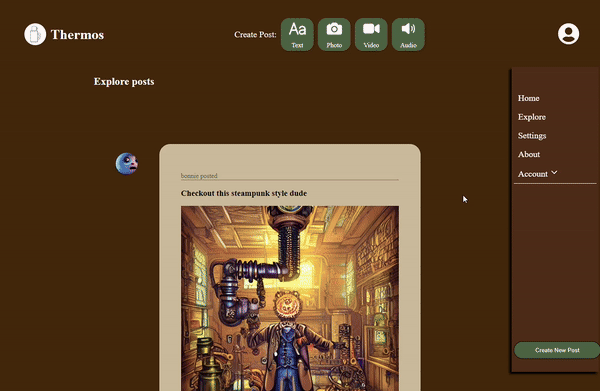 Thermos
Create Post:
Aa
Text
Photo
Video
Audio
Explore posts
Home
Explore
Settings
About
Account
bonnie posted
Checkout this steampunk style dude
Create New Post